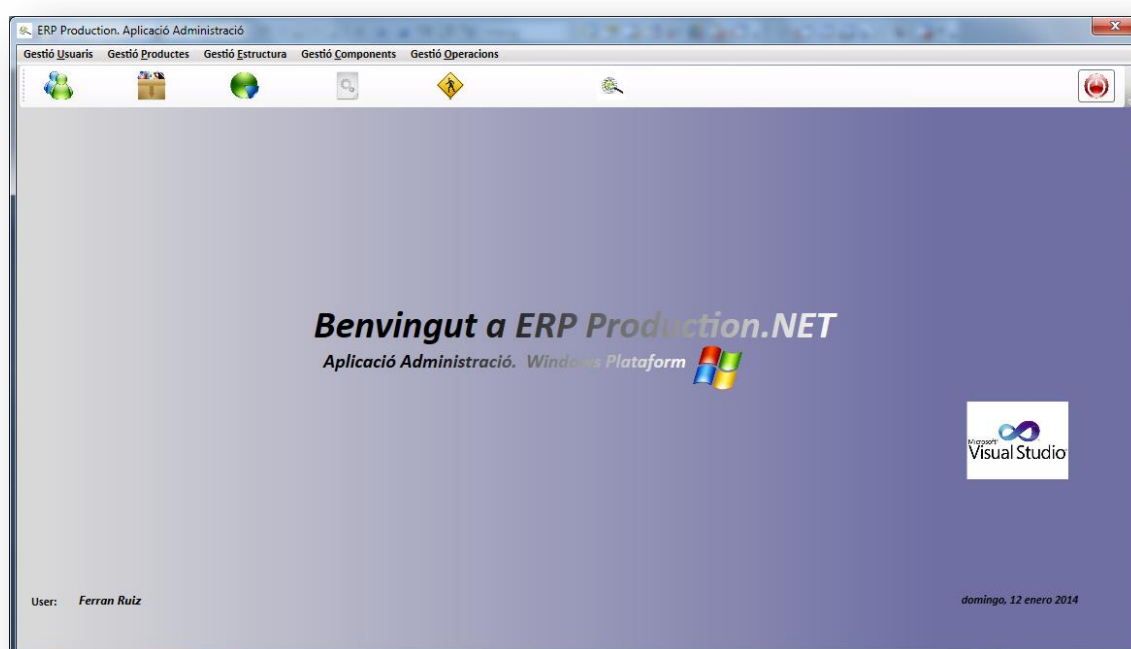 ERP Production. Aplicació Administració
Gestió Usuaris Gestió Productes Gestió Estructura Gestió Components Gestió Operacions
Benvingut a ERP Production.NET
Aplicació Administració. Windows Plataform
Microsoft
Visual Studio
User: Ferran Ruiz
domingo, 12 enero 2014